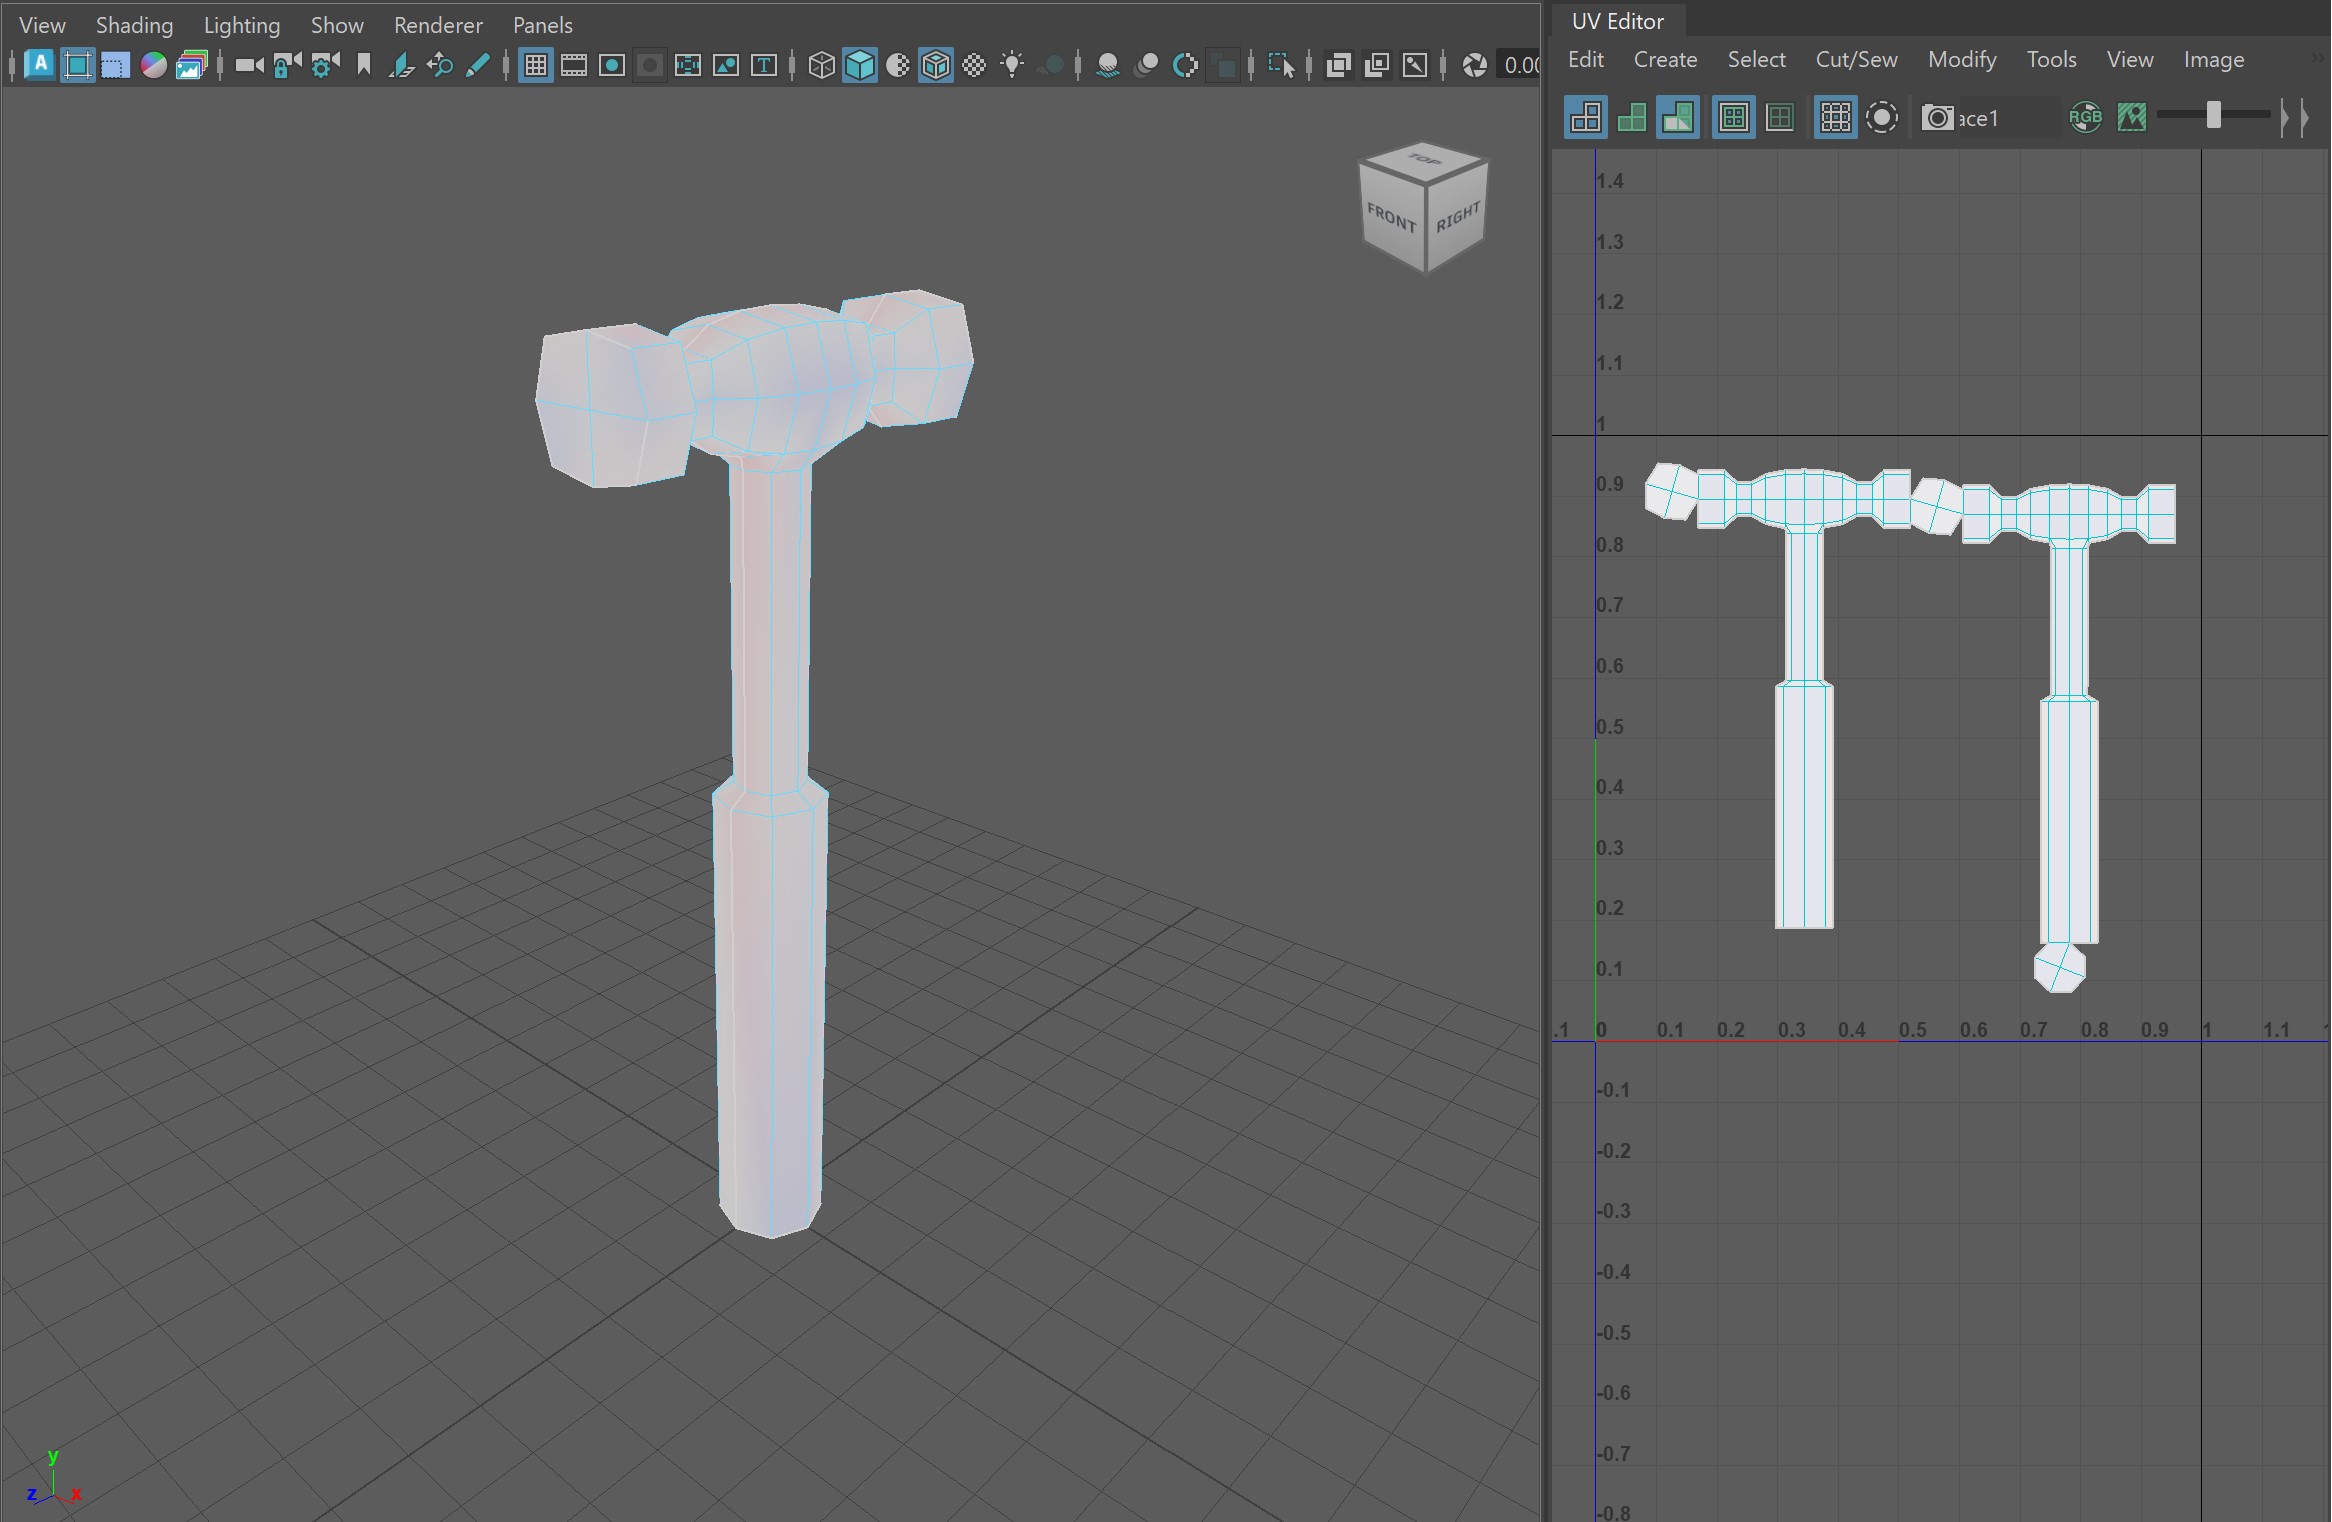 View Shading Lighting Show Renderer Panels
A T 0.00
TOP
FRONT RIGHT
y
z x
UV Editor
Edit Create Select Cut/Sew Modify Tools View Image
ace1 RGB
1.4
1.3
1.2
1.1
1
0.9
0.8
0.7
0.6
0.5
0.4
0.3
0.2
0.1
.1 0 0.1 0.2 0.3 0.4 0.5 0.6 0.7 0.8 0.9 1 1.1
-0.1
-0.2
-0.3
-0.4
-0.5
-0.6
-0.7
-0.8